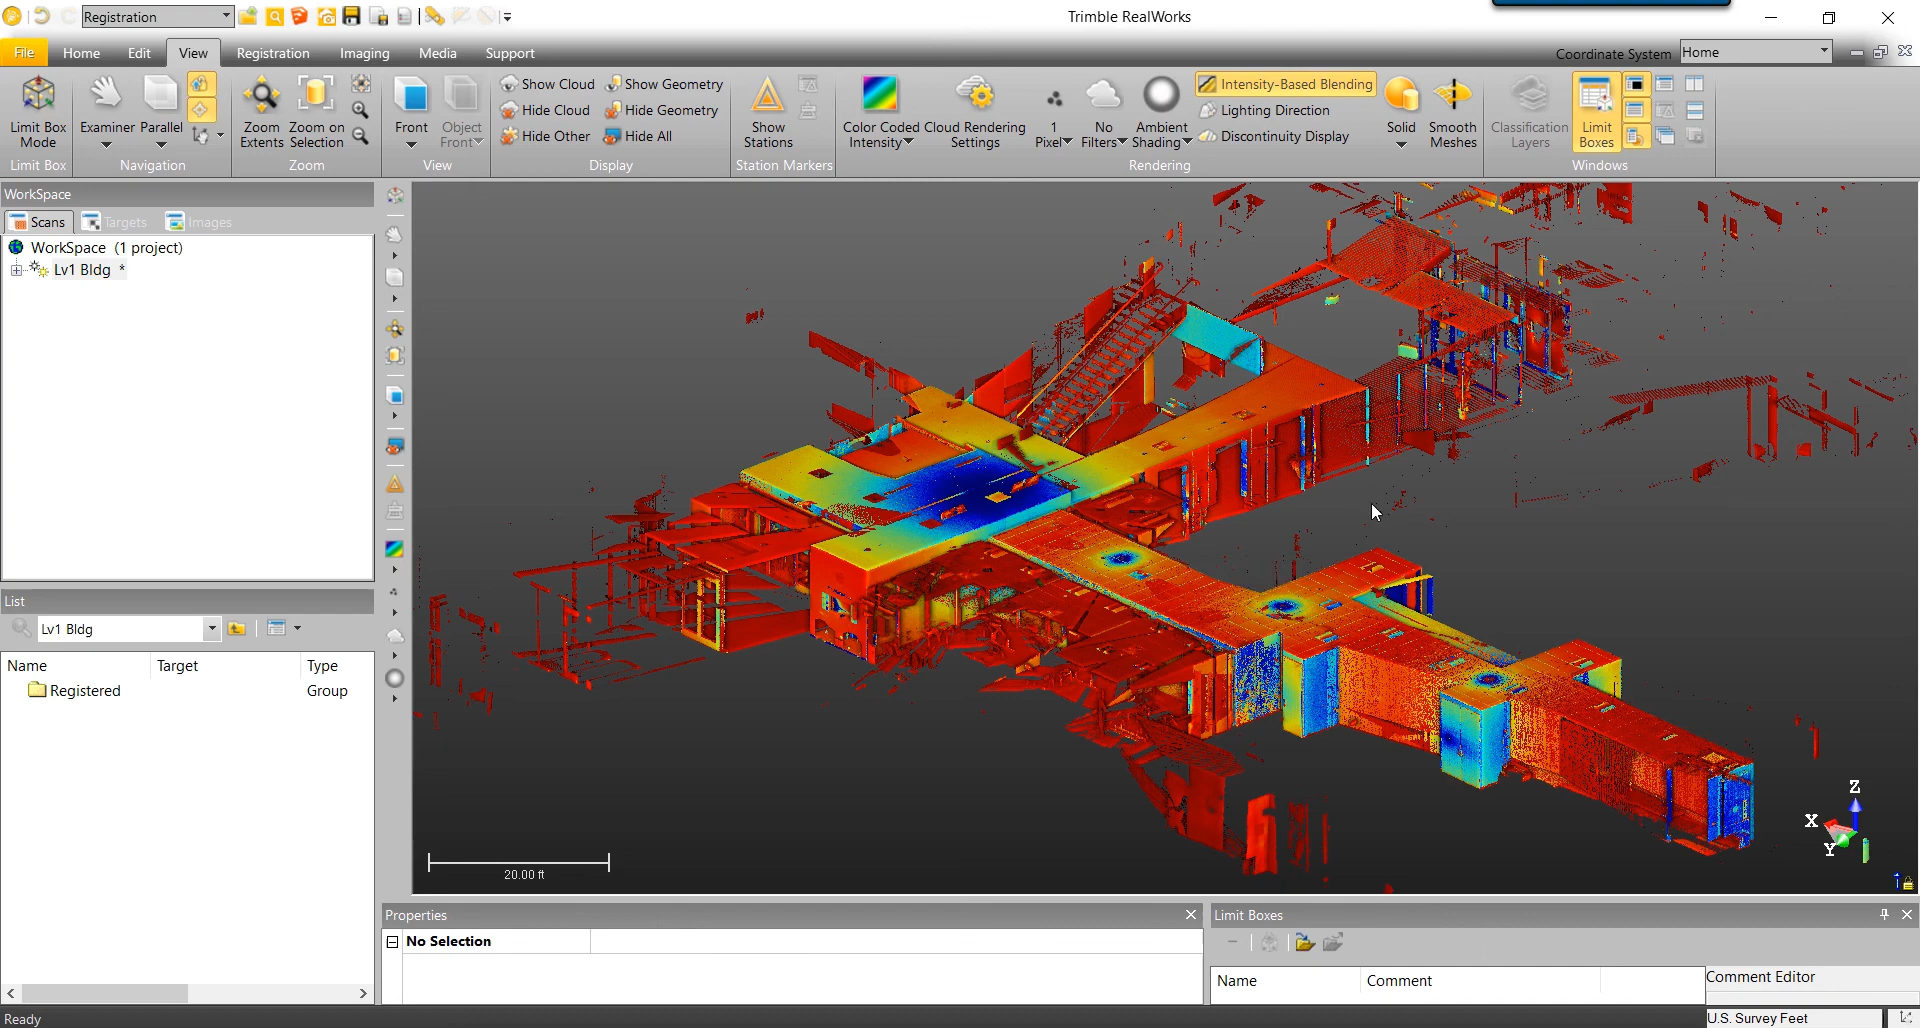 Registration
Trimble RealWorks
File Home Edit View Registration Imaging Media Support
Coordinate System Home
Limit Box Mode
Limit Box
Examiner Parallel
Navigation
Zoom Extents Zoom on Selection
Zoom
Front Object Front
View
Show Cloud Show Geometry
Hide Cloud Hide Geometry
Hide Other Hide All
Display
Show Stations
Station Markers
Color Coded Intensity Cloud Rendering Settings
1 Pixel No Filters Ambient Shading
Intensity-Based Blending
Lighting Direction
Discontinuity Display
Solid Smooth Meshes
Rendering
Classification Layers Limit Boxes
Windows
WorkSpace
Scans Targets Images
WorkSpace (1 project)
Lv1 Bldg *
List
Lv1 Bldg
Name Target Type
Registered Group
20.00 ft
Z
X
Y
Properties
No Selection
Limit Boxes
Name Comment
Comment Editor
Ready
U.S. Survey Feet